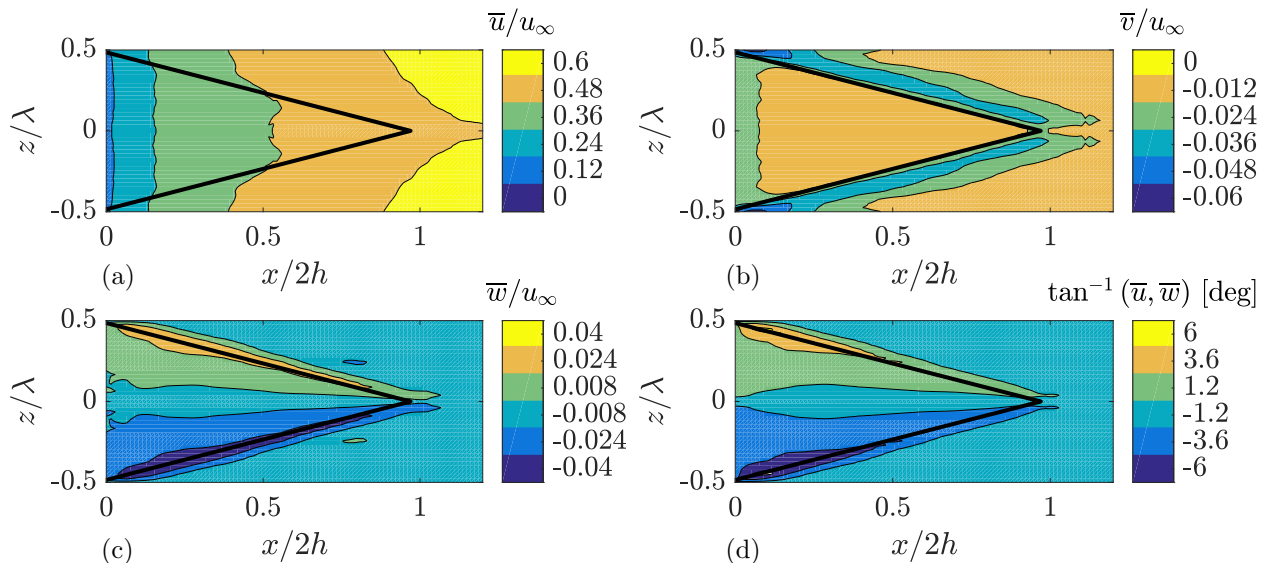 u̅/u∞
0.5
0
-0.5
z/λ
0 0.5 1
x/2h
0.6
0.48
0.36
0.24
0.12
0
(a)
v̅/u∞
0.5
0
-0.5
z/λ
0 0.5 1
x/2h
0
-0.012
-0.024
-0.036
-0.048
-0.06
(b)
w̅/u∞
0.5
0
-0.5
z/λ
0 0.5 1
x/2h
0.04
0.024
0.008
-0.008
-0.024
-0.04
(c)
tan⁻¹ (u̅, w̅) [deg]
0.5
0
-0.5
z/λ
0 0.5 1
x/2h
6
3.6
1.2
-1.2
-3.6
-6
(d)